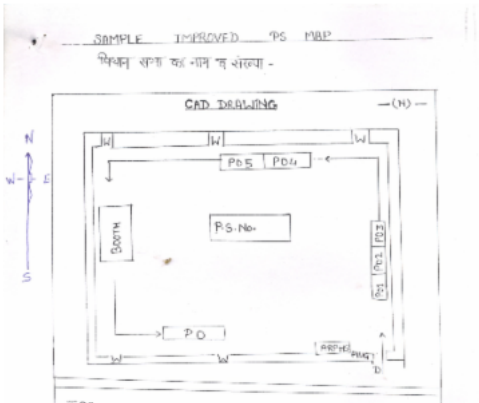 SAMPLE IMPROVED PS MAP
विधान सभा का नाम व संख्या -
CAD DRAWING
(N)
N
W E
S
W W W
PO5 PO4
BOOTH
P.S. No.
PO1 PO2 PO3
PO
W W
D